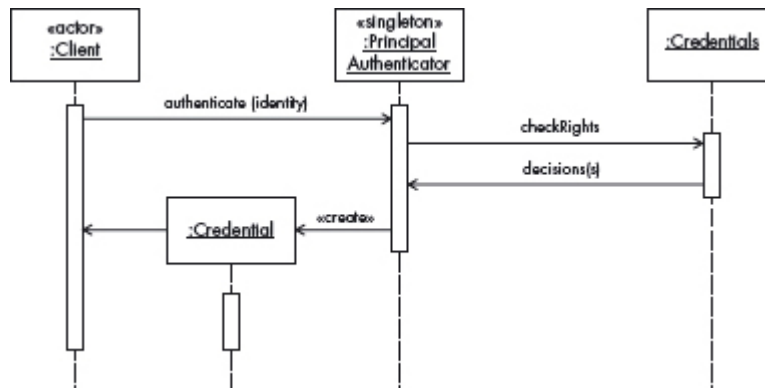 «actor»
:Client
«singleton»
:Principal
Authenticator
:Credentials
authenticate (identity)
checkRights
decisions(s)
:Credential
«create»